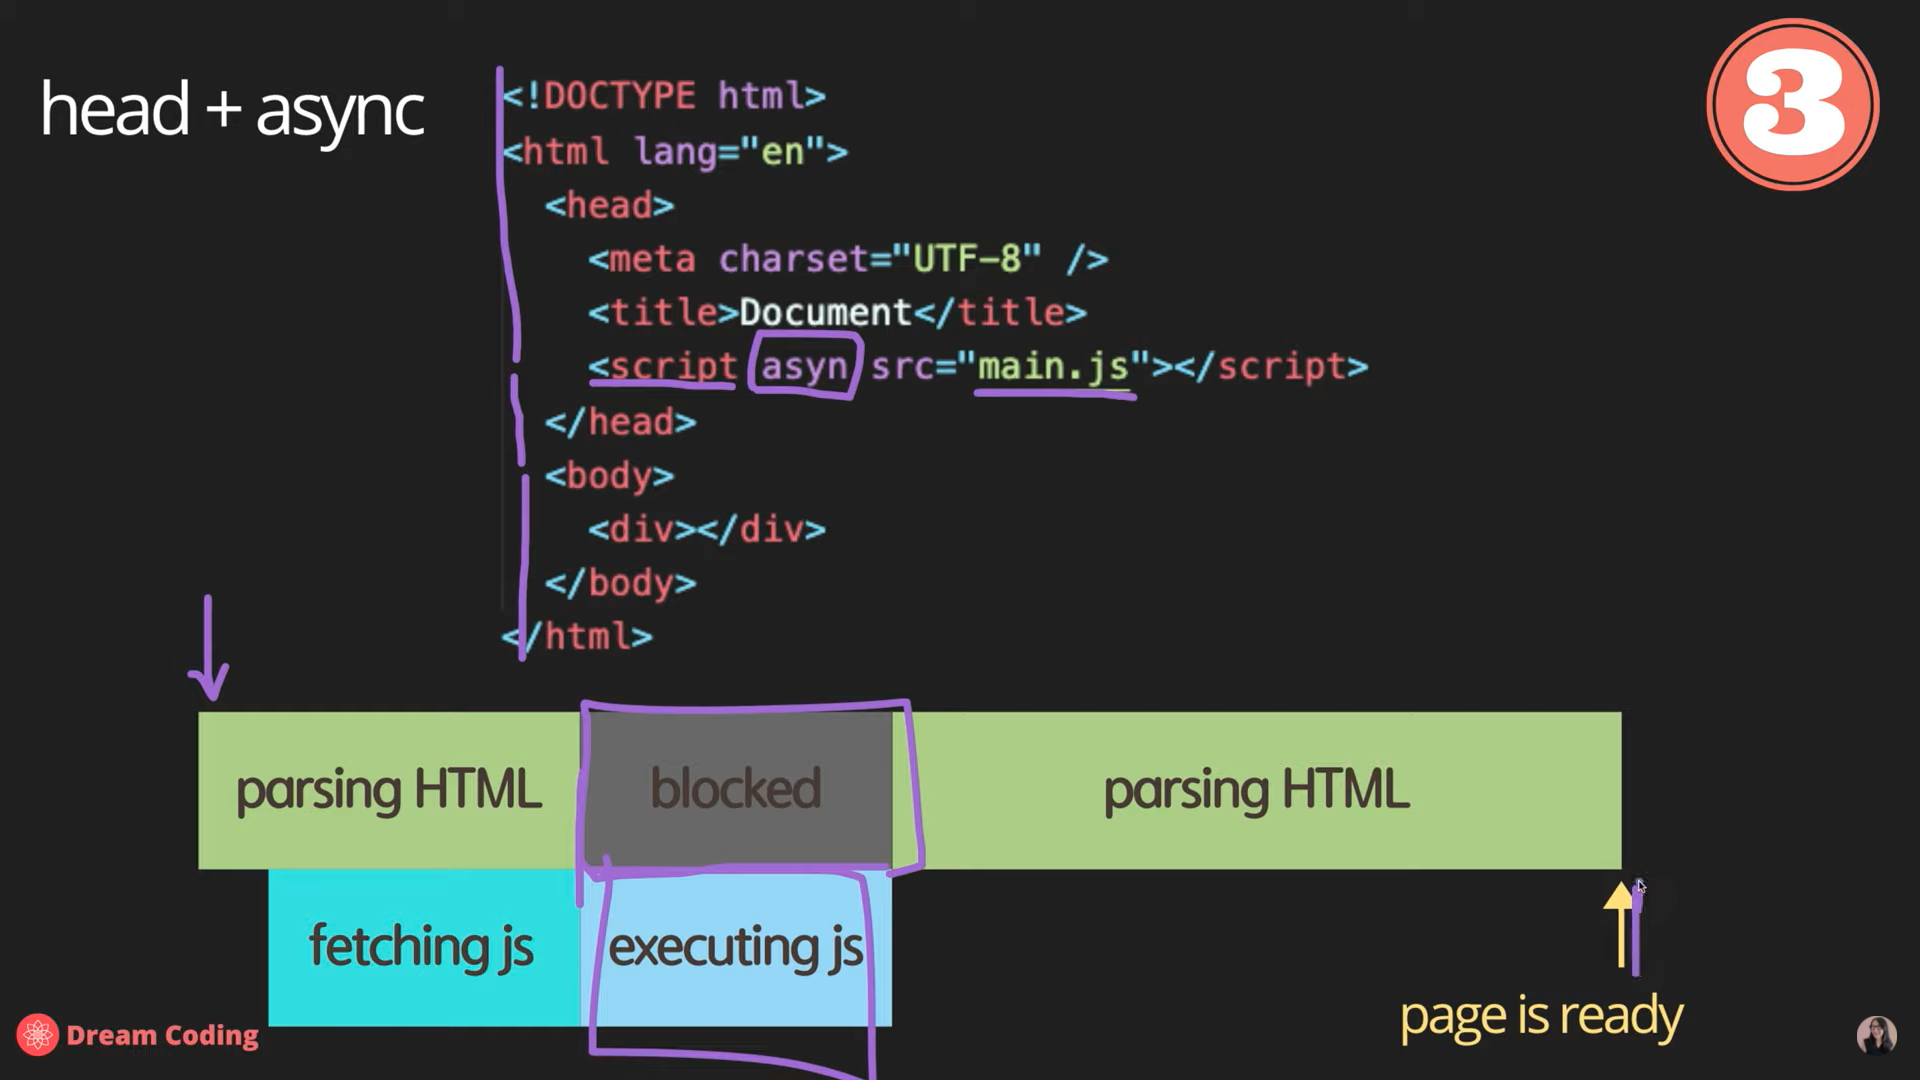 head + async
3
<!DOCTYPE html>
<html lang="en">
<head>
<meta charset="UTF-8" />
<title>Document</title>
<script asyn src="main.js"></script>
</head>
<body>
<div></div>
</body>
</html>
parsing HTML
blocked
parsing HTML
fetching js
executing js
page is ready
Dream Coding